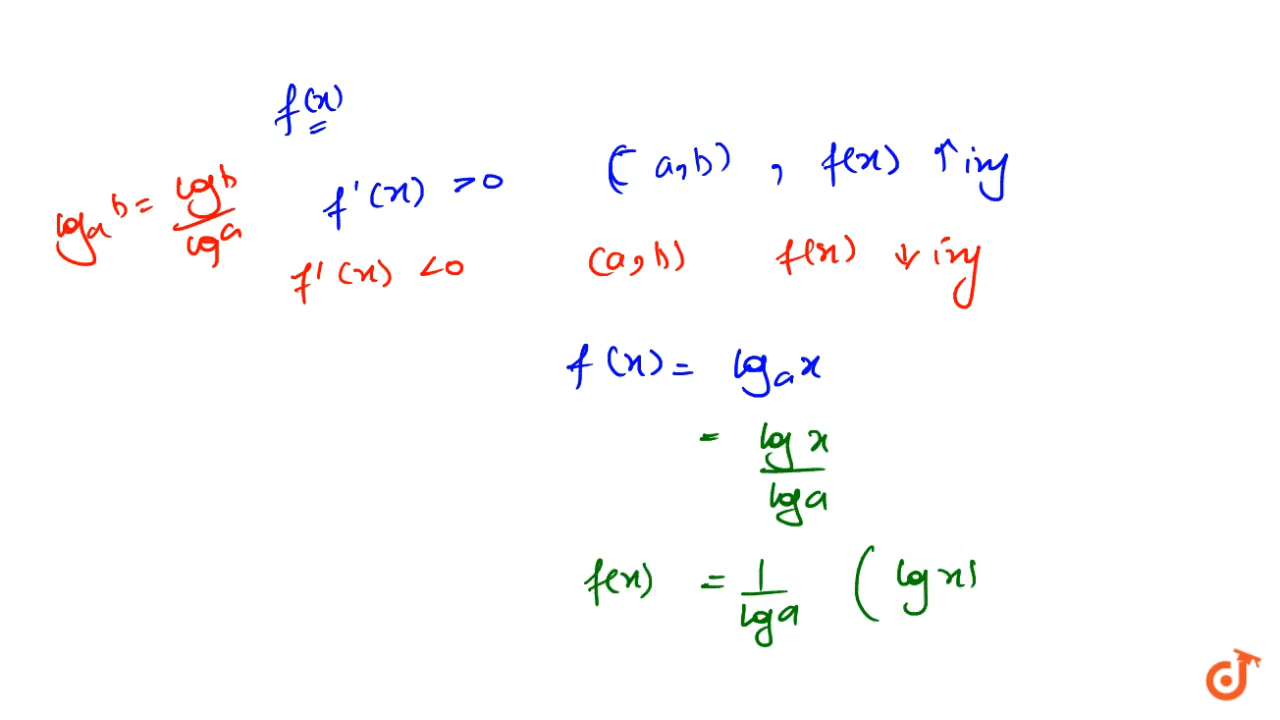 f(x)
log_a b = log b / log a
f'(x) >0 (a,b) , f(x) ↑ing
f'(x) <0 (a,b) f(x) ↓ing
f(x) = log_a x
= log x / log a
f(x) = 1 / log a ( log x)